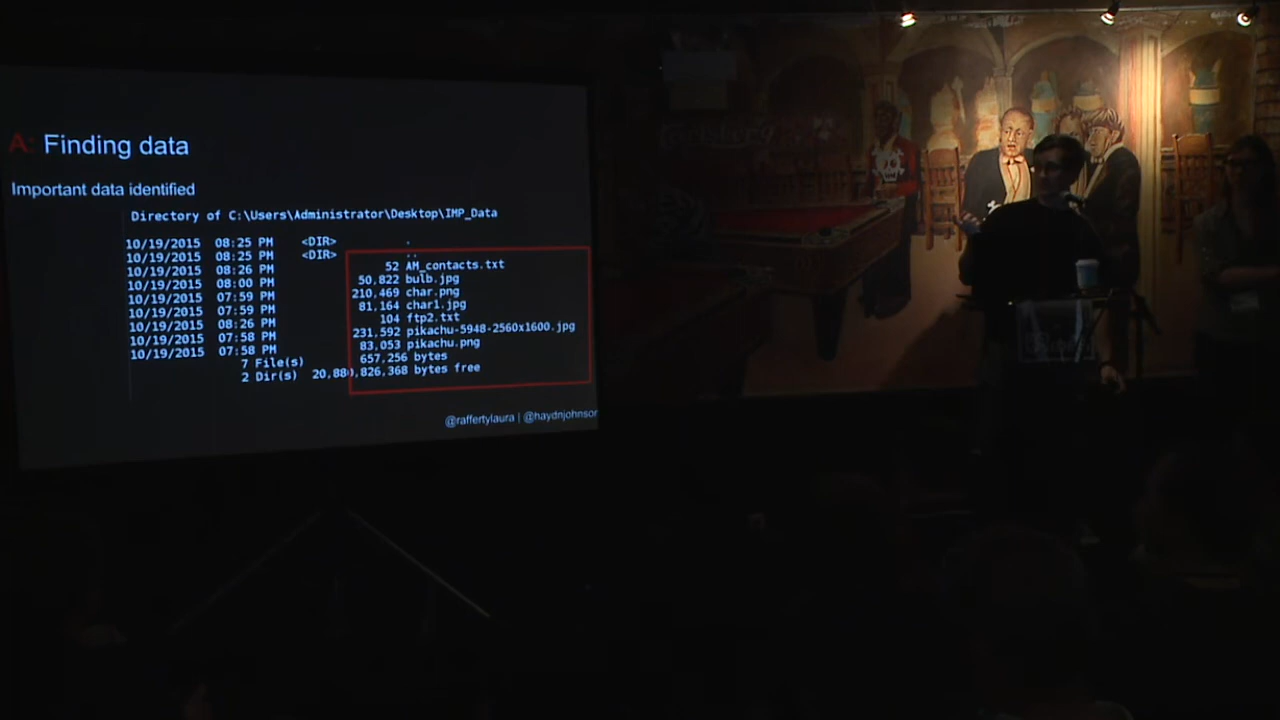 A: Finding data
Important data identified
Directory of C:\Users\Administrator\Desktop\IMP_Data
10/19/2015 08:25 PM <DIR> .
10/19/2015 08:25 PM <DIR> ..
10/19/2015 08:26 PM 52 AM_contacts.txt
10/19/2015 08:00 PM 50,822 bulb.jpg
10/19/2015 07:59 PM 210,469 char.png
10/19/2015 07:59 PM 81,164 char1.jpg
10/19/2015 08:26 PM 104 ftp2.txt
10/19/2015 07:58 PM 231,592 pikachu-5948-2560x1600.jpg
10/19/2015 07:58 PM 83,053 pikachu.png
7 File(s) 657,256 bytes
2 Dir(s) 20,880,826,368 bytes free
@raffertylaura | @haydnjohnson